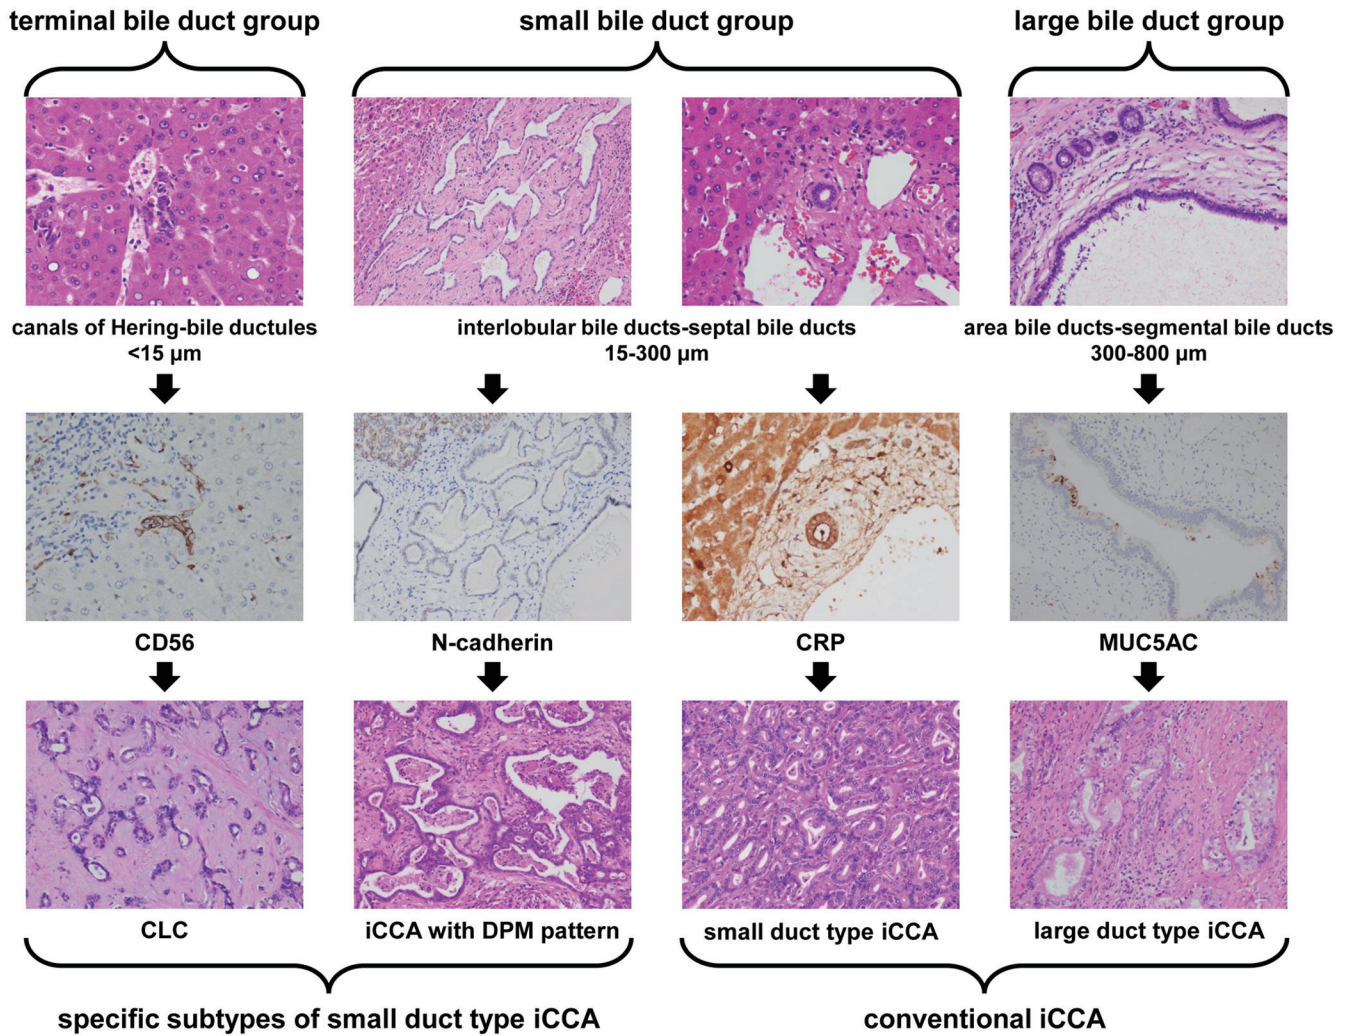 terminal bile duct group
small bile duct group
large bile duct group
canals of Hering-bile ductules
<15 µm
interlobular bile ducts-septal bile ducts
15-300 µm
area bile ducts-segmental bile ducts
300-800 µm
CD56
N-cadherin
CRP
MUC5AC
CLC
iCCA with DPM pattern
small duct type iCCA
large duct type iCCA
specific subtypes of small duct type iCCA
conventional iCCA